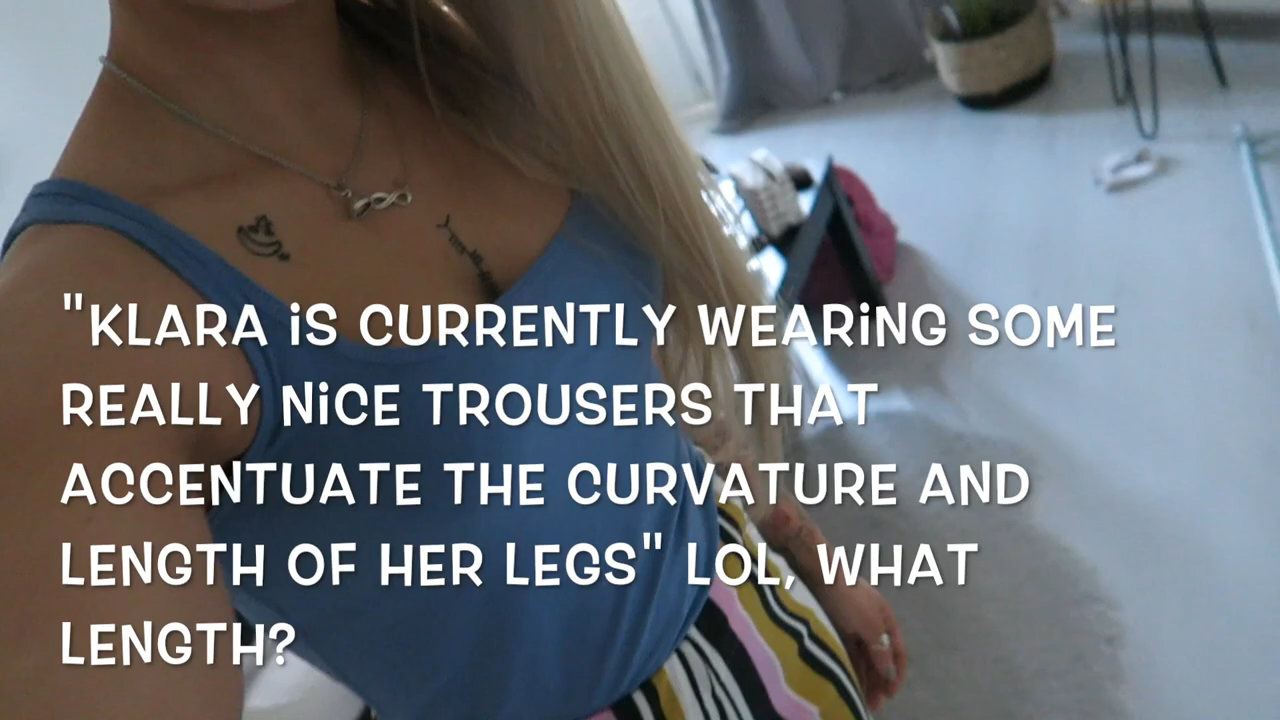 "KLARA iS CURRENTLY WEARiNG SOME
REALLY NiCE TROUSERS THAT
ACCENTUATE THE CURVATURE AND
LENGTH OF HER LEGS" LOL, WHAT
LENGTH?